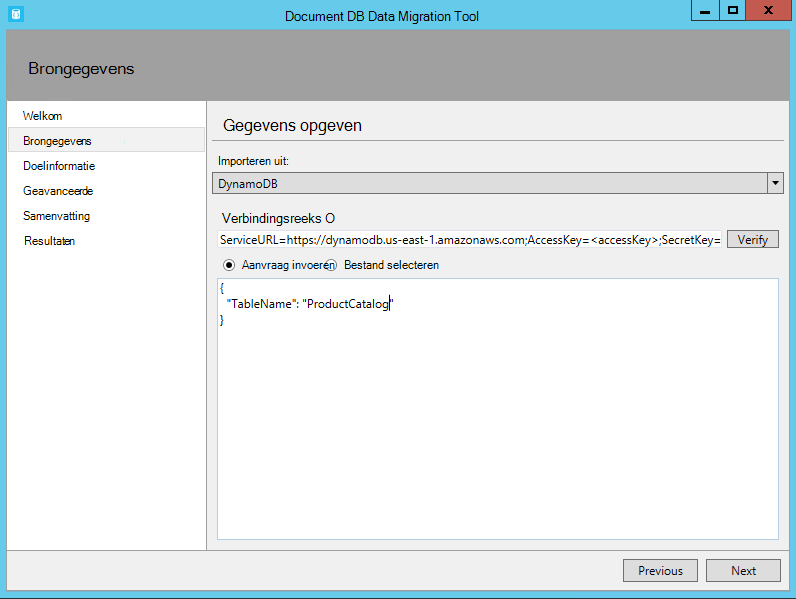 Document DB Data Migration Tool
Brongegevens
Welkom
Brongegevens
Doelinformatie
Geavanceerde
Samenvatting
Resultaten
Gegevens opgeven
Importeren uit:
DynamoDB
Verbindingsreeks O
ServiceURL=https://dynamodb.us-east-1.amazonaws.com;AccessKey=<accessKey>;SecretKey=
Verify
Aanvraag invoeren Bestand selecteren
{
"TableName": "ProductCatalog"
}
Previous Next